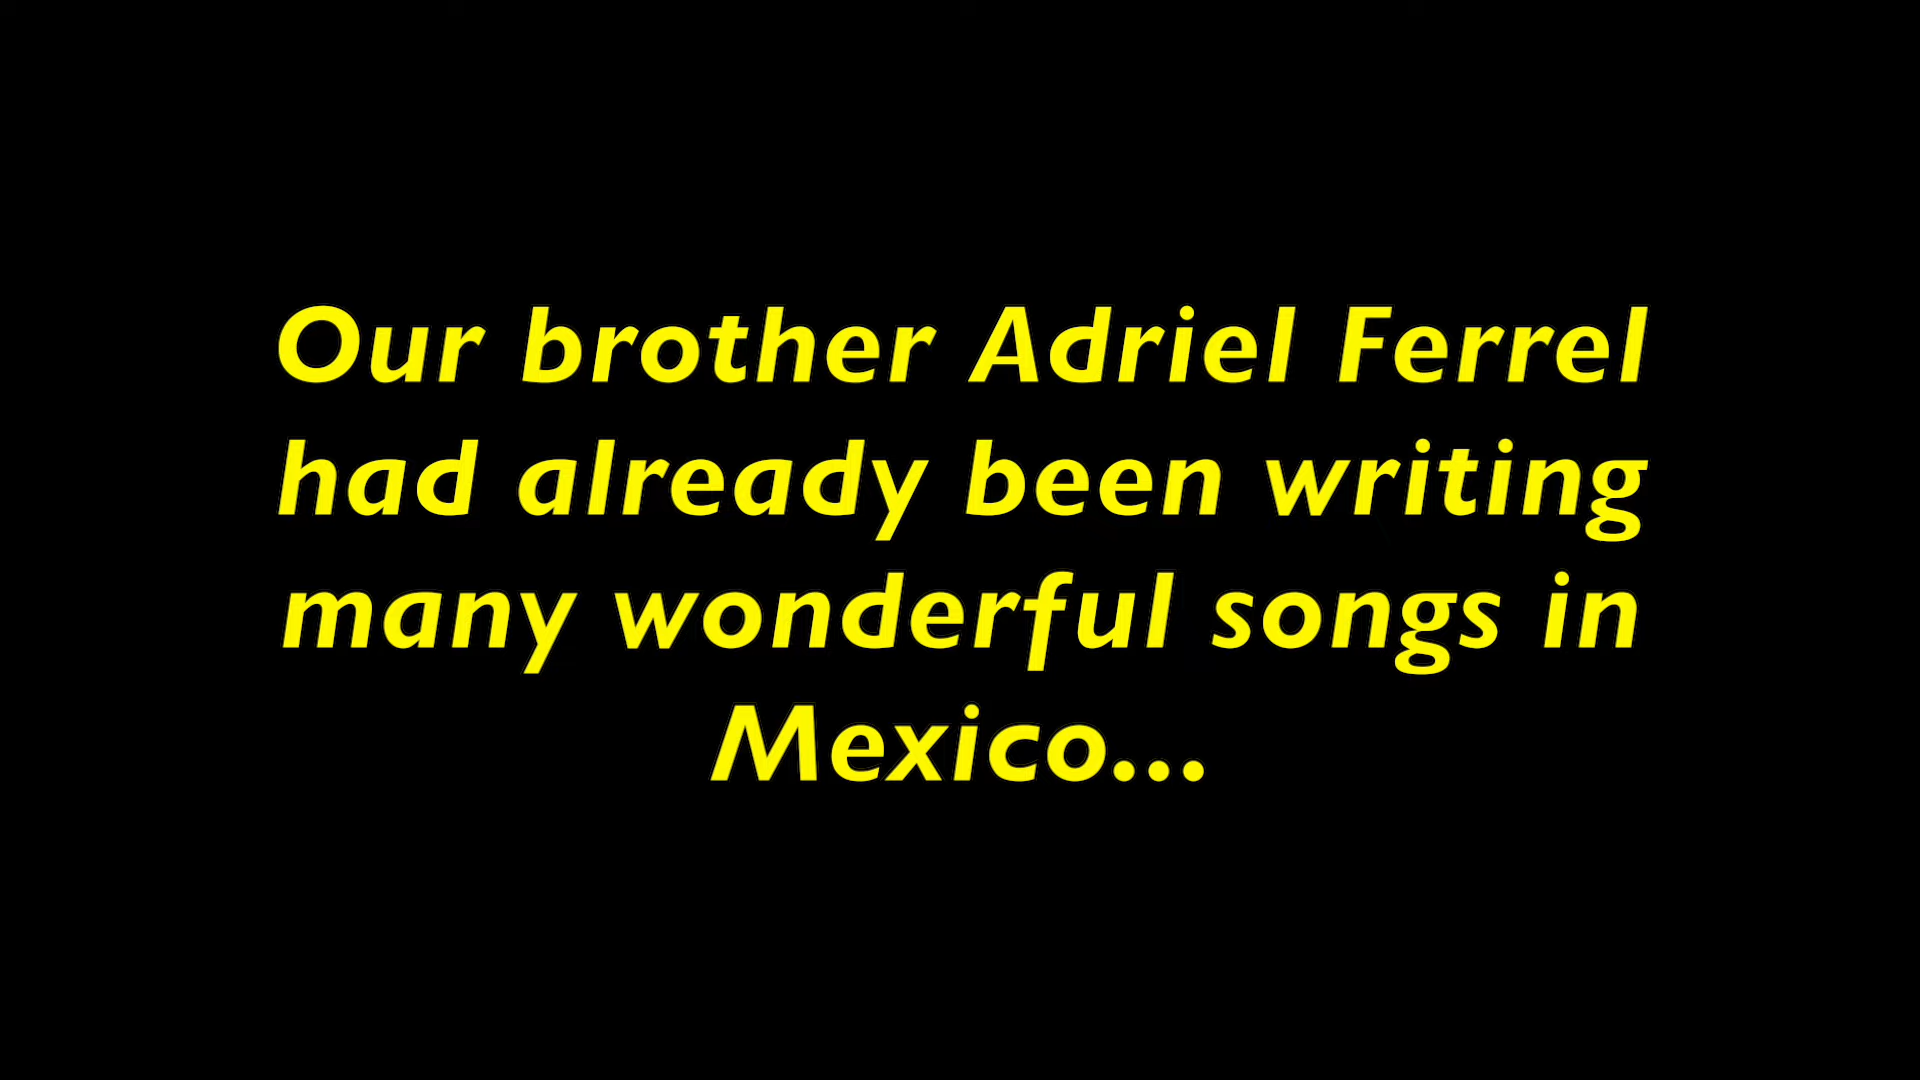 Our brother Adriel Ferrel
had already been writing
many wonderful songs in
Mexico...